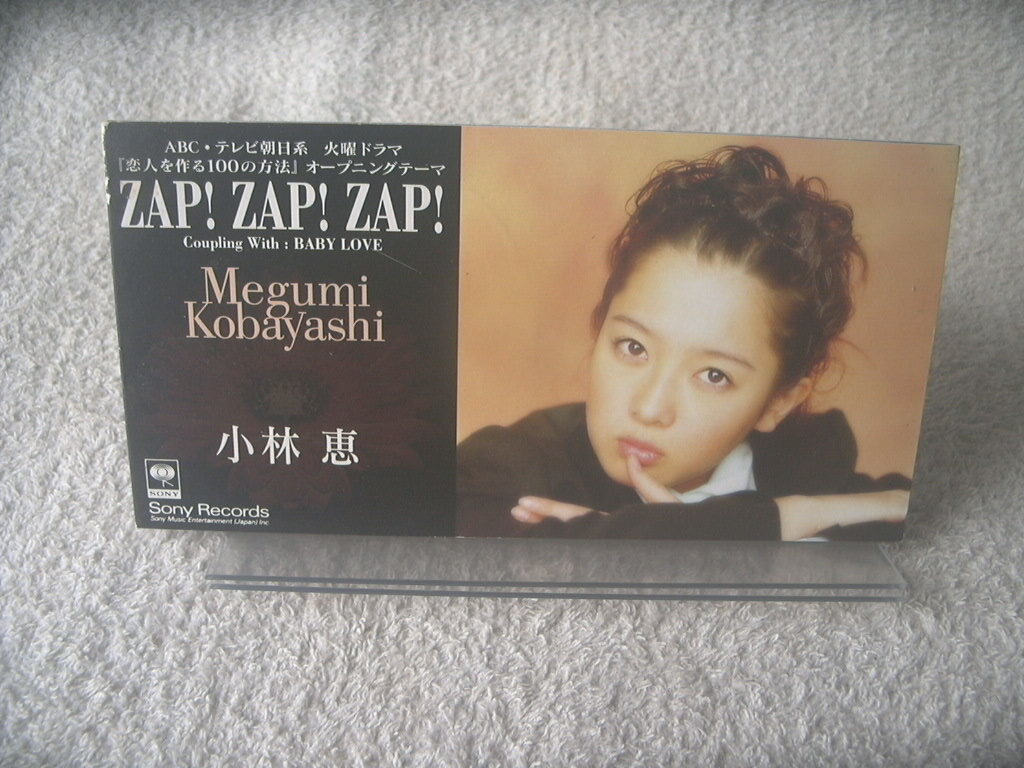 ABC・テレビ朝日系 火曜ドラマ
『恋人を作る100の方法』オープニングテーマ
ZAP! ZAP! ZAP!
Coupling With : BABY LOVE
Megumi
Kobayashi
小林 恵
SONY
Sony Records
Sony Music Entertainment (Japan) Inc.